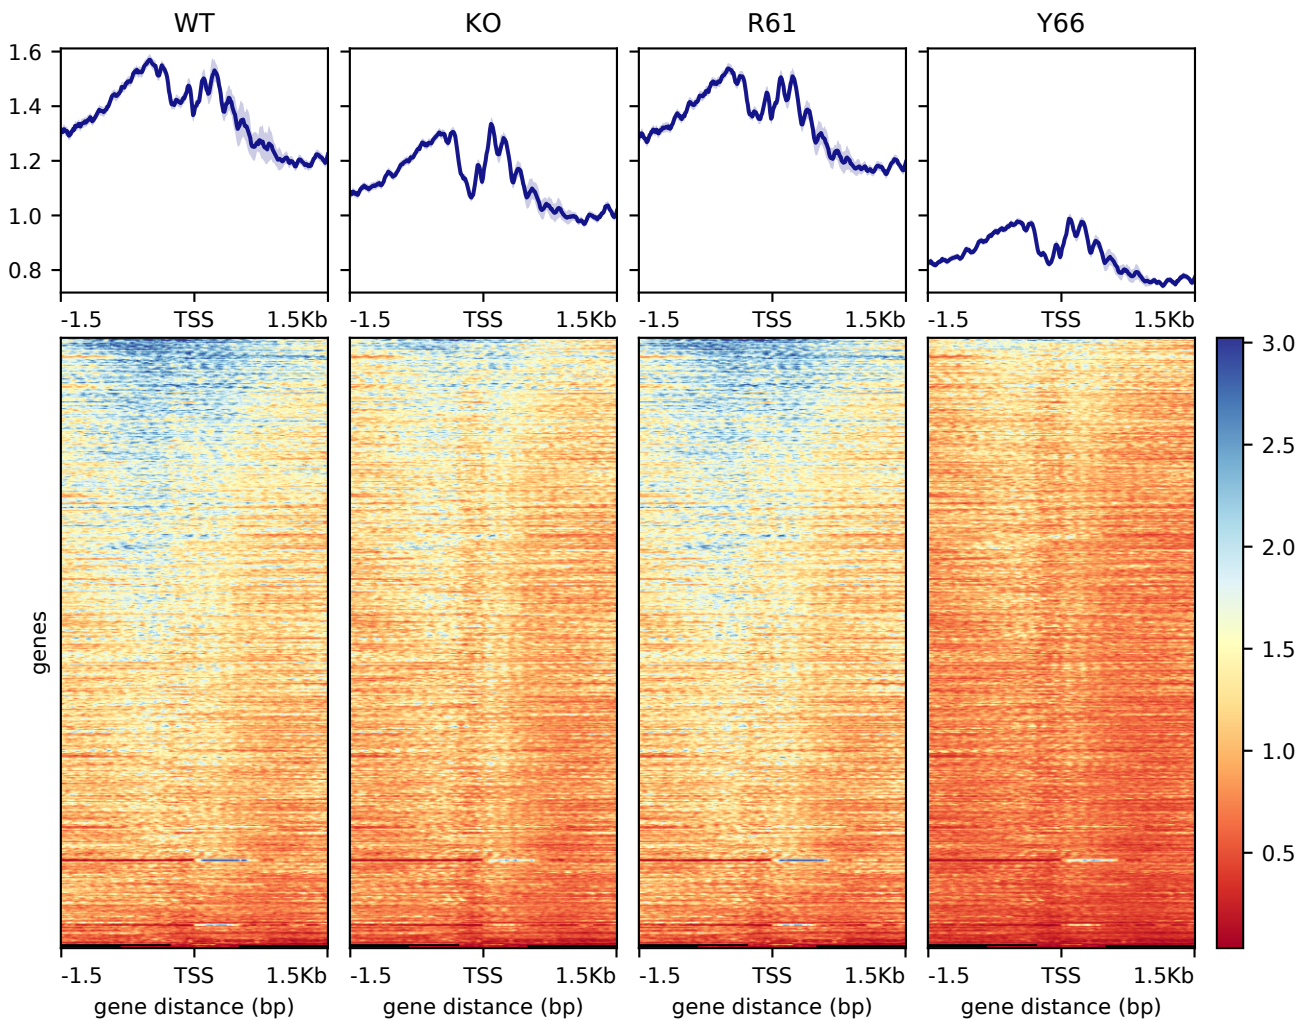 WT KO R61 Y66
1.6
1.4
1.2
1.0
0.8
-1.5 TSS 1.5Kb -1.5 TSS 1.5Kb -1.5 TSS 1.5Kb -1.5 TSS 1.5Kb
3.0
2.5
2.0
genes
1.5
1.0
0.5
-1.5 TSS 1.5Kb -1.5 TSS 1.5Kb -1.5 TSS 1.5Kb -1.5 TSS 1.5Kb
gene distance (bp) gene distance (bp) gene distance (bp) gene distance (bp)